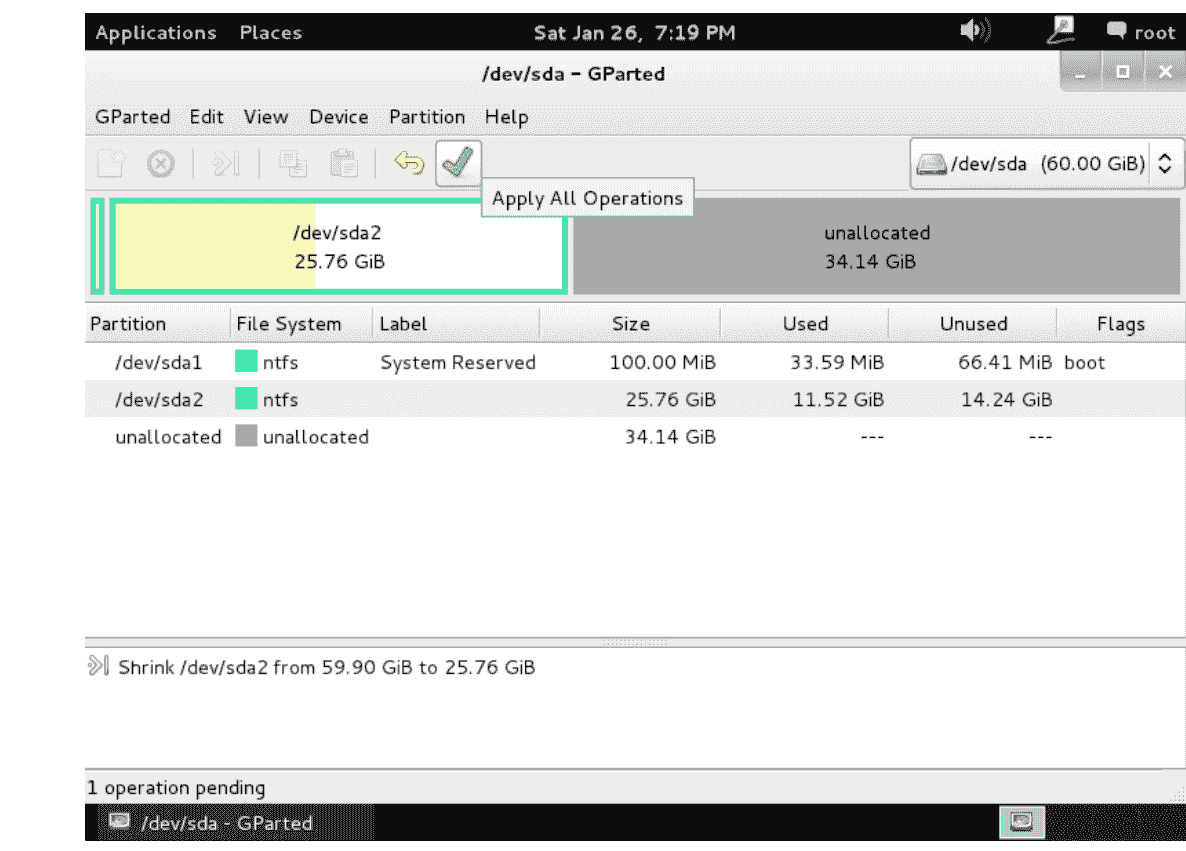 Applications Places Sat Jan 26, 7:19 PM root
/dev/sda - GParted
GParted Edit View Device Partition Help
/dev/sda (60.00 GiB)
Apply All Operations
/dev/sda2 unallocated
25.76 GiB 34.14 GiB
Partition File System Label Size Used Unused Flags
/dev/sda1 ntfs System Reserved 100.00 MiB 33.59 MiB 66.41 MiB boot
/dev/sda2 ntfs 25.76 GiB 11.52 GiB 14.24 GiB
unallocated unallocated 34.14 GiB --- ---
Shrink /dev/sda2 from 59.90 GiB to 25.76 GiB
1 operation pending
/dev/sda - GParted